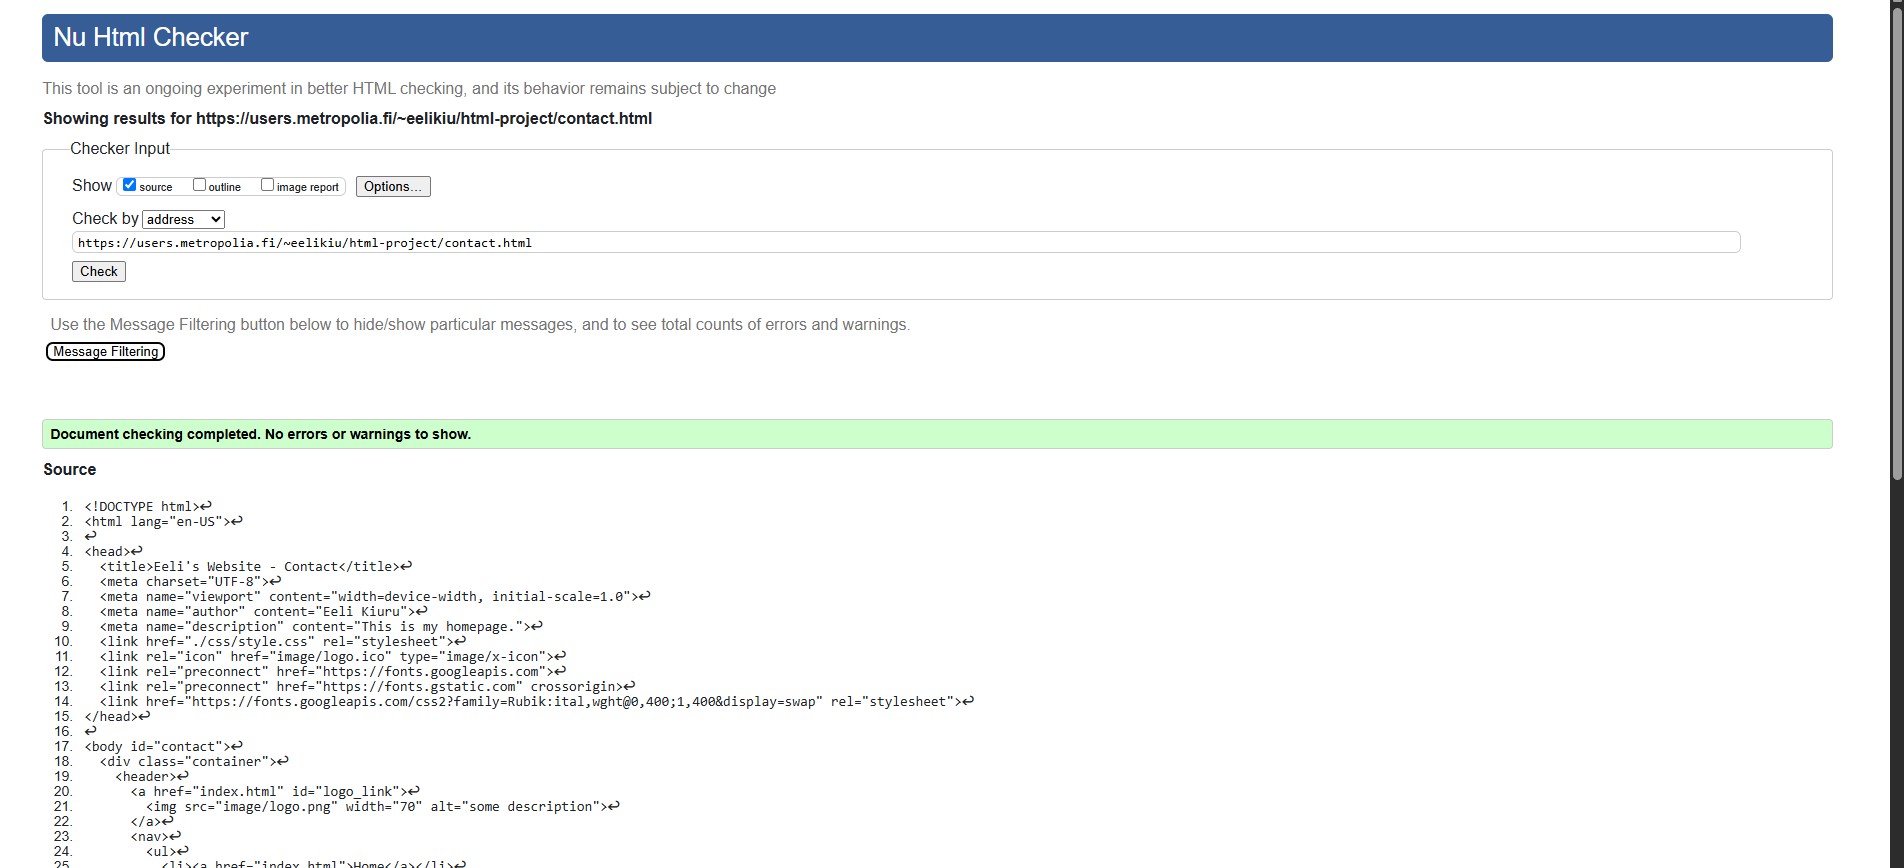 Nu Html Checker
This tool is an ongoing experiment in better HTML checking, and its behavior remains subject to change
Showing results for https://users.metropolia.fi/~eelikiu/html-project/contact.html
Checker Input
Show source outline image report Options...
Check by address
https://users.metropolia.fi/~eelikiu/html-project/contact.html
Check
Use the Message Filtering button below to hide/show particular messages, and to see total counts of errors and warnings.
Message Filtering
Document checking completed. No errors or warnings to show.
Source
1. <!DOCTYPE html>↩
2. <html lang="en-US">↩
3. ↩
4. <head>↩
5. <title>Eeli's Website - Contact</title>↩
6. <meta charset="UTF-8">↩
7. <meta name="viewport" content="width=device-width, initial-scale=1.0">↩
8. <meta name="author" content="Eeli Kiuru">↩
9. <meta name="description" content="This is my homepage.">↩
10. <link href="./css/style.css" rel="stylesheet">↩
11. <link rel="icon" href="image/logo.ico" type="image/x-icon">↩
12. <link rel="preconnect" href="https://fonts.googleapis.com">↩
13. <link rel="preconnect" href="https://fonts.gstatic.com" crossorigin>↩
14. <link href="https://fonts.googleapis.com/css2?family=Rubik:ital,wght@0,400;1,400&display=swap" rel="stylesheet">↩
15. </head>↩
16. ↩
17. <body id="contact">↩
18. <div class="container">↩
19. <header>↩
20. <a href="index.html" id="logo_link">↩
21. <img src="image/logo.png" width="70" alt="some description">↩
22. </a>↩
23. <nav>↩
24. <ul>↩
25. <li><a href="index.html">Home</a></li>↩